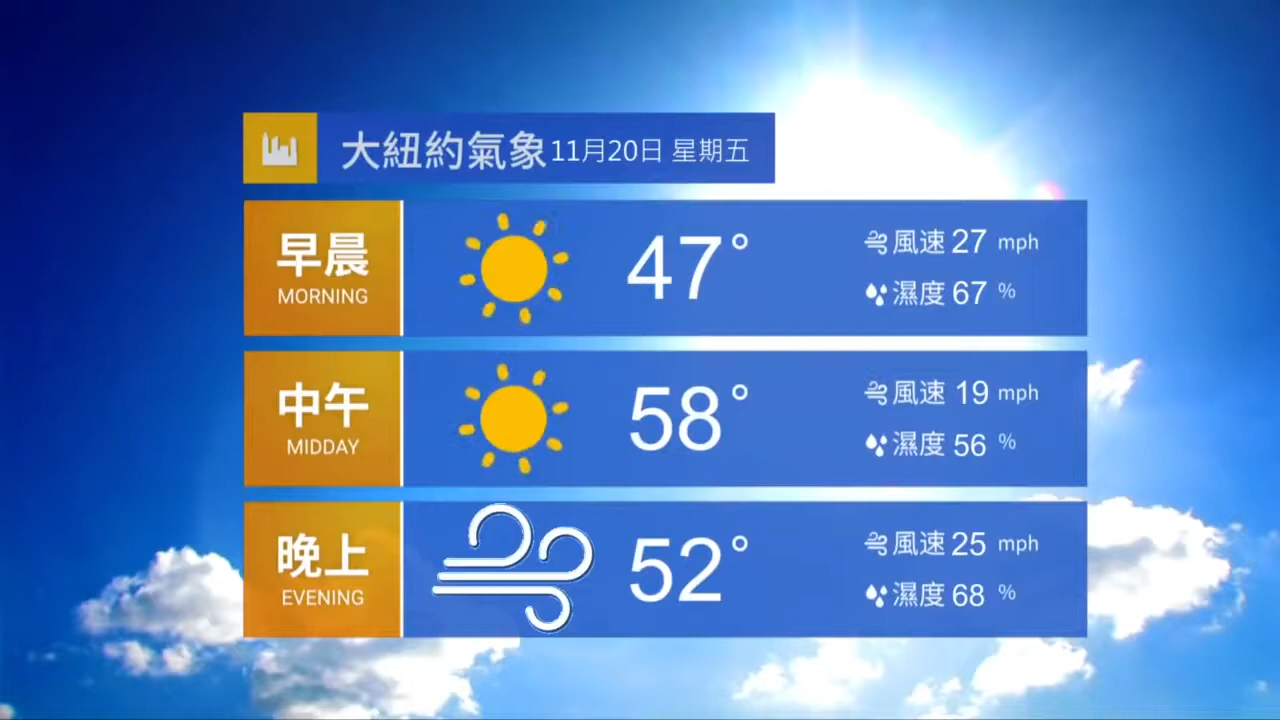 大紐約氣象 11月20日 星期五
早晨
MORNING
47°
風速 27 mph
濕度 67 %
中午
MIDDAY
58°
風速 19 mph
濕度 56 %
晚上
EVENING
52°
風速 25 mph
濕度 68 %